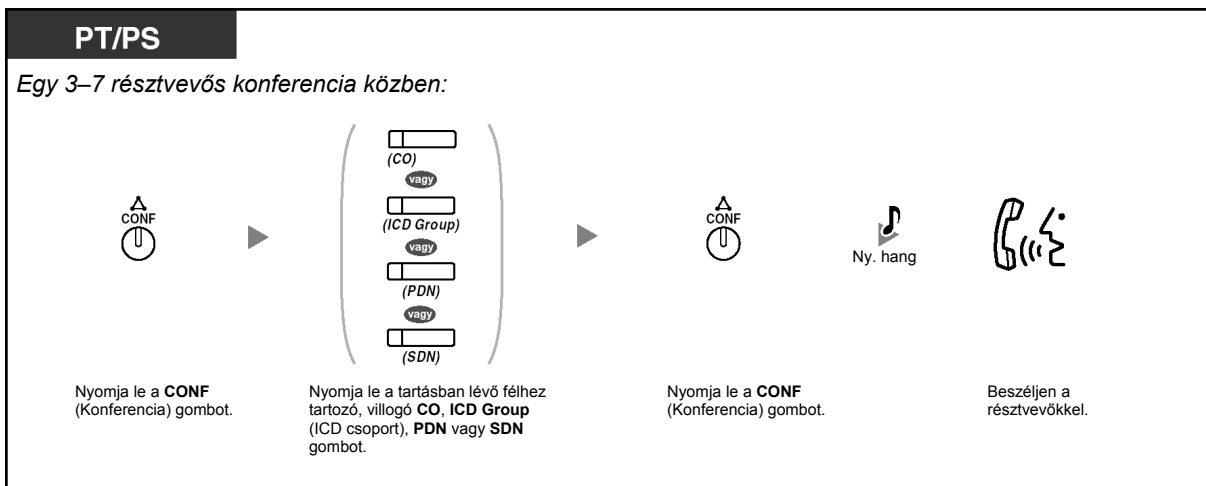 PT/PS
Egy 3–7 résztvevős konferencia közben:
CONF
(CO)
vagy
(ICD Group)
vagy
(PDN)
vagy
(SDN)
CONF
Ny. hang
Nyomja le a CONF
(Konferencia) gombot.
Nyomja le a tartásban lévő félhez
tartozó, villogó CO, ICD Group
(ICD csoport), PDN vagy SDN
gombot.
Nyomja le a CONF
(Konferencia) gombot.
Beszéljen a
résztvevőkkel.